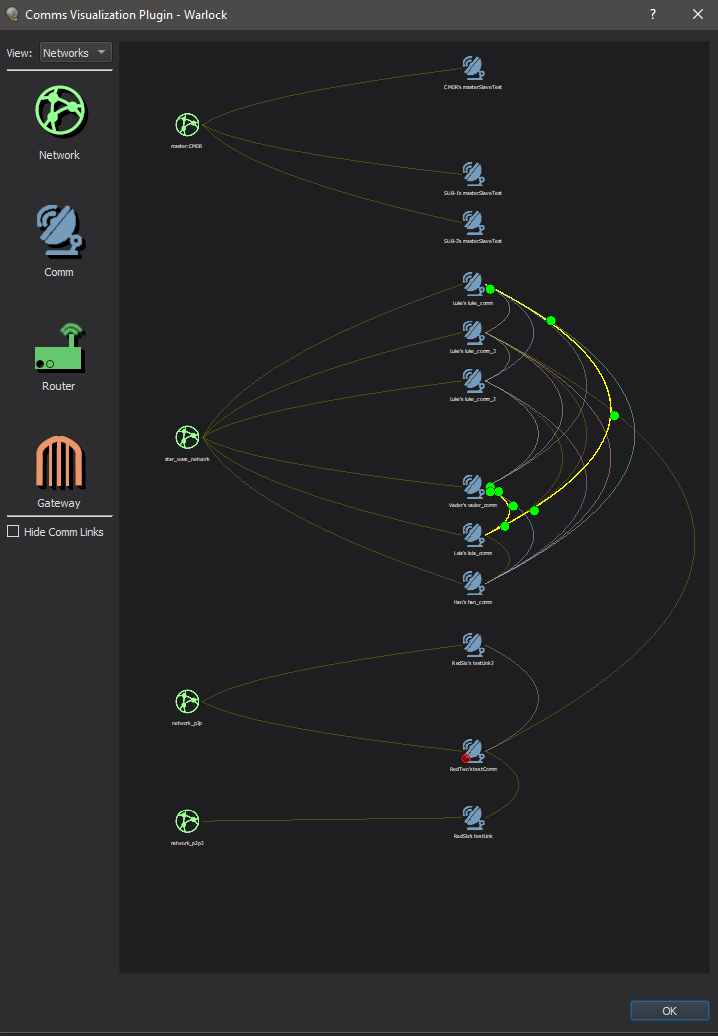 Comms Visualization Plugin - Warlock
?
View:
Networks
Network
Comm
Router
Gateway
Hide Comm Links
CMDR's masterSlaveTest
master:CMDR
SUB-1's masterSlaveTest
SUB-2's masterSlaveTest
Luke's luke_comm
Luke's luke_comm_3
Luke's luke_comm_2
star_wars_network
Vader's vader_comm
Leia's leia_comm
Han's han_comm
RedSix's testLink2
network_p2p
RedTwo's testComm
network_p2p2
RedSix's testLink
OK